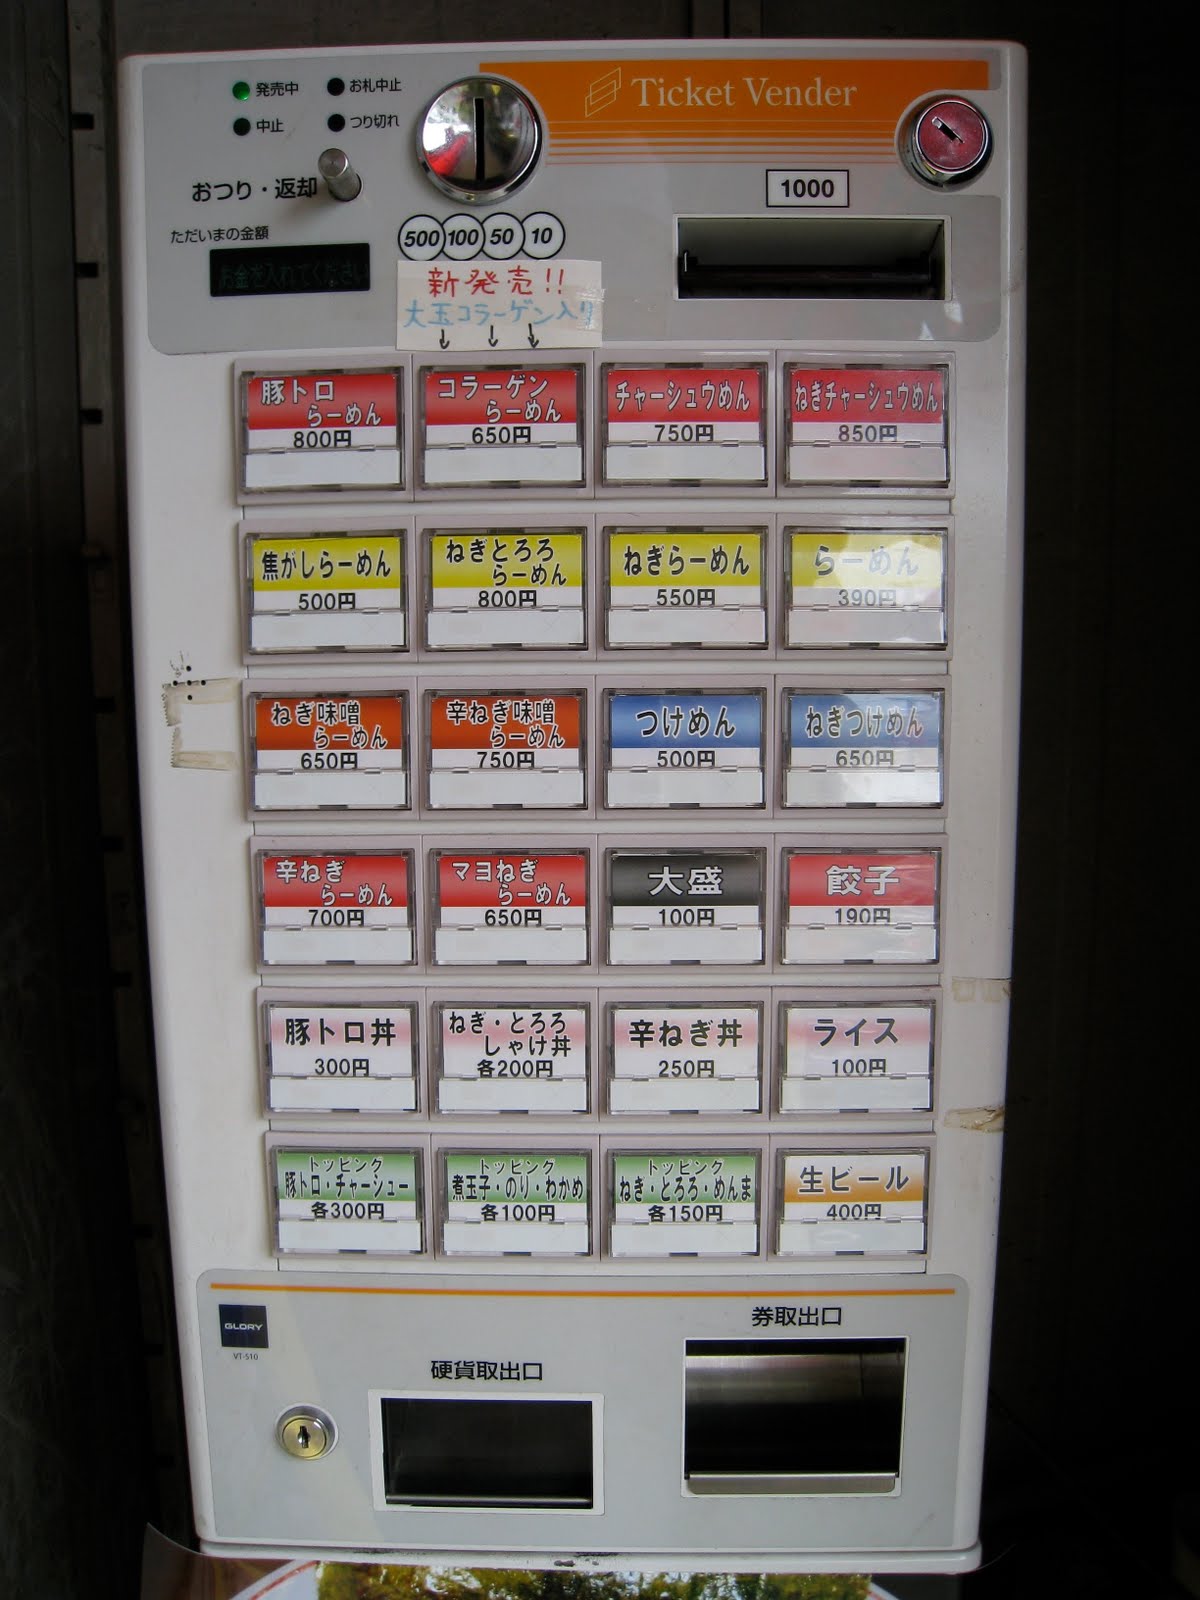 Ticket Vender
発売中
お札中止
中止
つり切れ
おつり・返却
ただいまの金額
お金を入れてください
1000
500 100 50 10
新発売!!
大玉コラーゲン入り
↓ ↓ ↓
豚トロ
らーめん
800円
コラーゲン
らーめん
650円
チャーシュウめん
750円
ねぎチャーシュウめん
850円
焦がしらーめん
500円
ねぎとろろ
らーめん
800円
ねぎらーめん
550円
らーめん
390円
ねぎ味噌
らーめん
650円
辛ねぎ味噌
らーめん
750円
つけめん
500円
ねぎつけめん
650円
辛ねぎ
らーめん
700円
マヨねぎ
らーめん
650円
大盛
100円
餃子
190円
豚トロ丼
300円
ねぎ・とろろ
しゃけ丼
各200円
辛ねぎ丼
250円
ライス
100円
トッピング
豚トロ・チャーシュー
各300円
トッピング
煮玉子・のり・わかめ
各100円
トッピング
ねぎ・とろろ・めんま
各150円
生ビール
400円
GLORY
VT-S10
硬貨取出口
券取出口